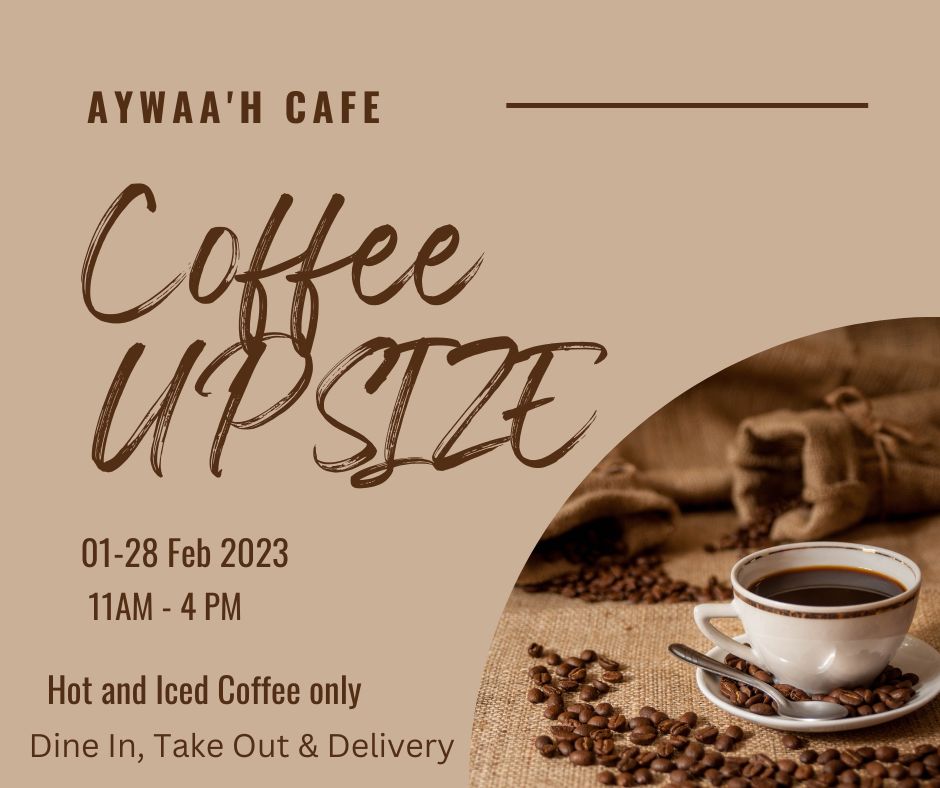 AYWAA'H CAFE
Coffee
UPSIZE
01-28 Feb 2023
11AM - 4 PM
Hot and Iced Coffee only
Dine In, Take Out & Delivery